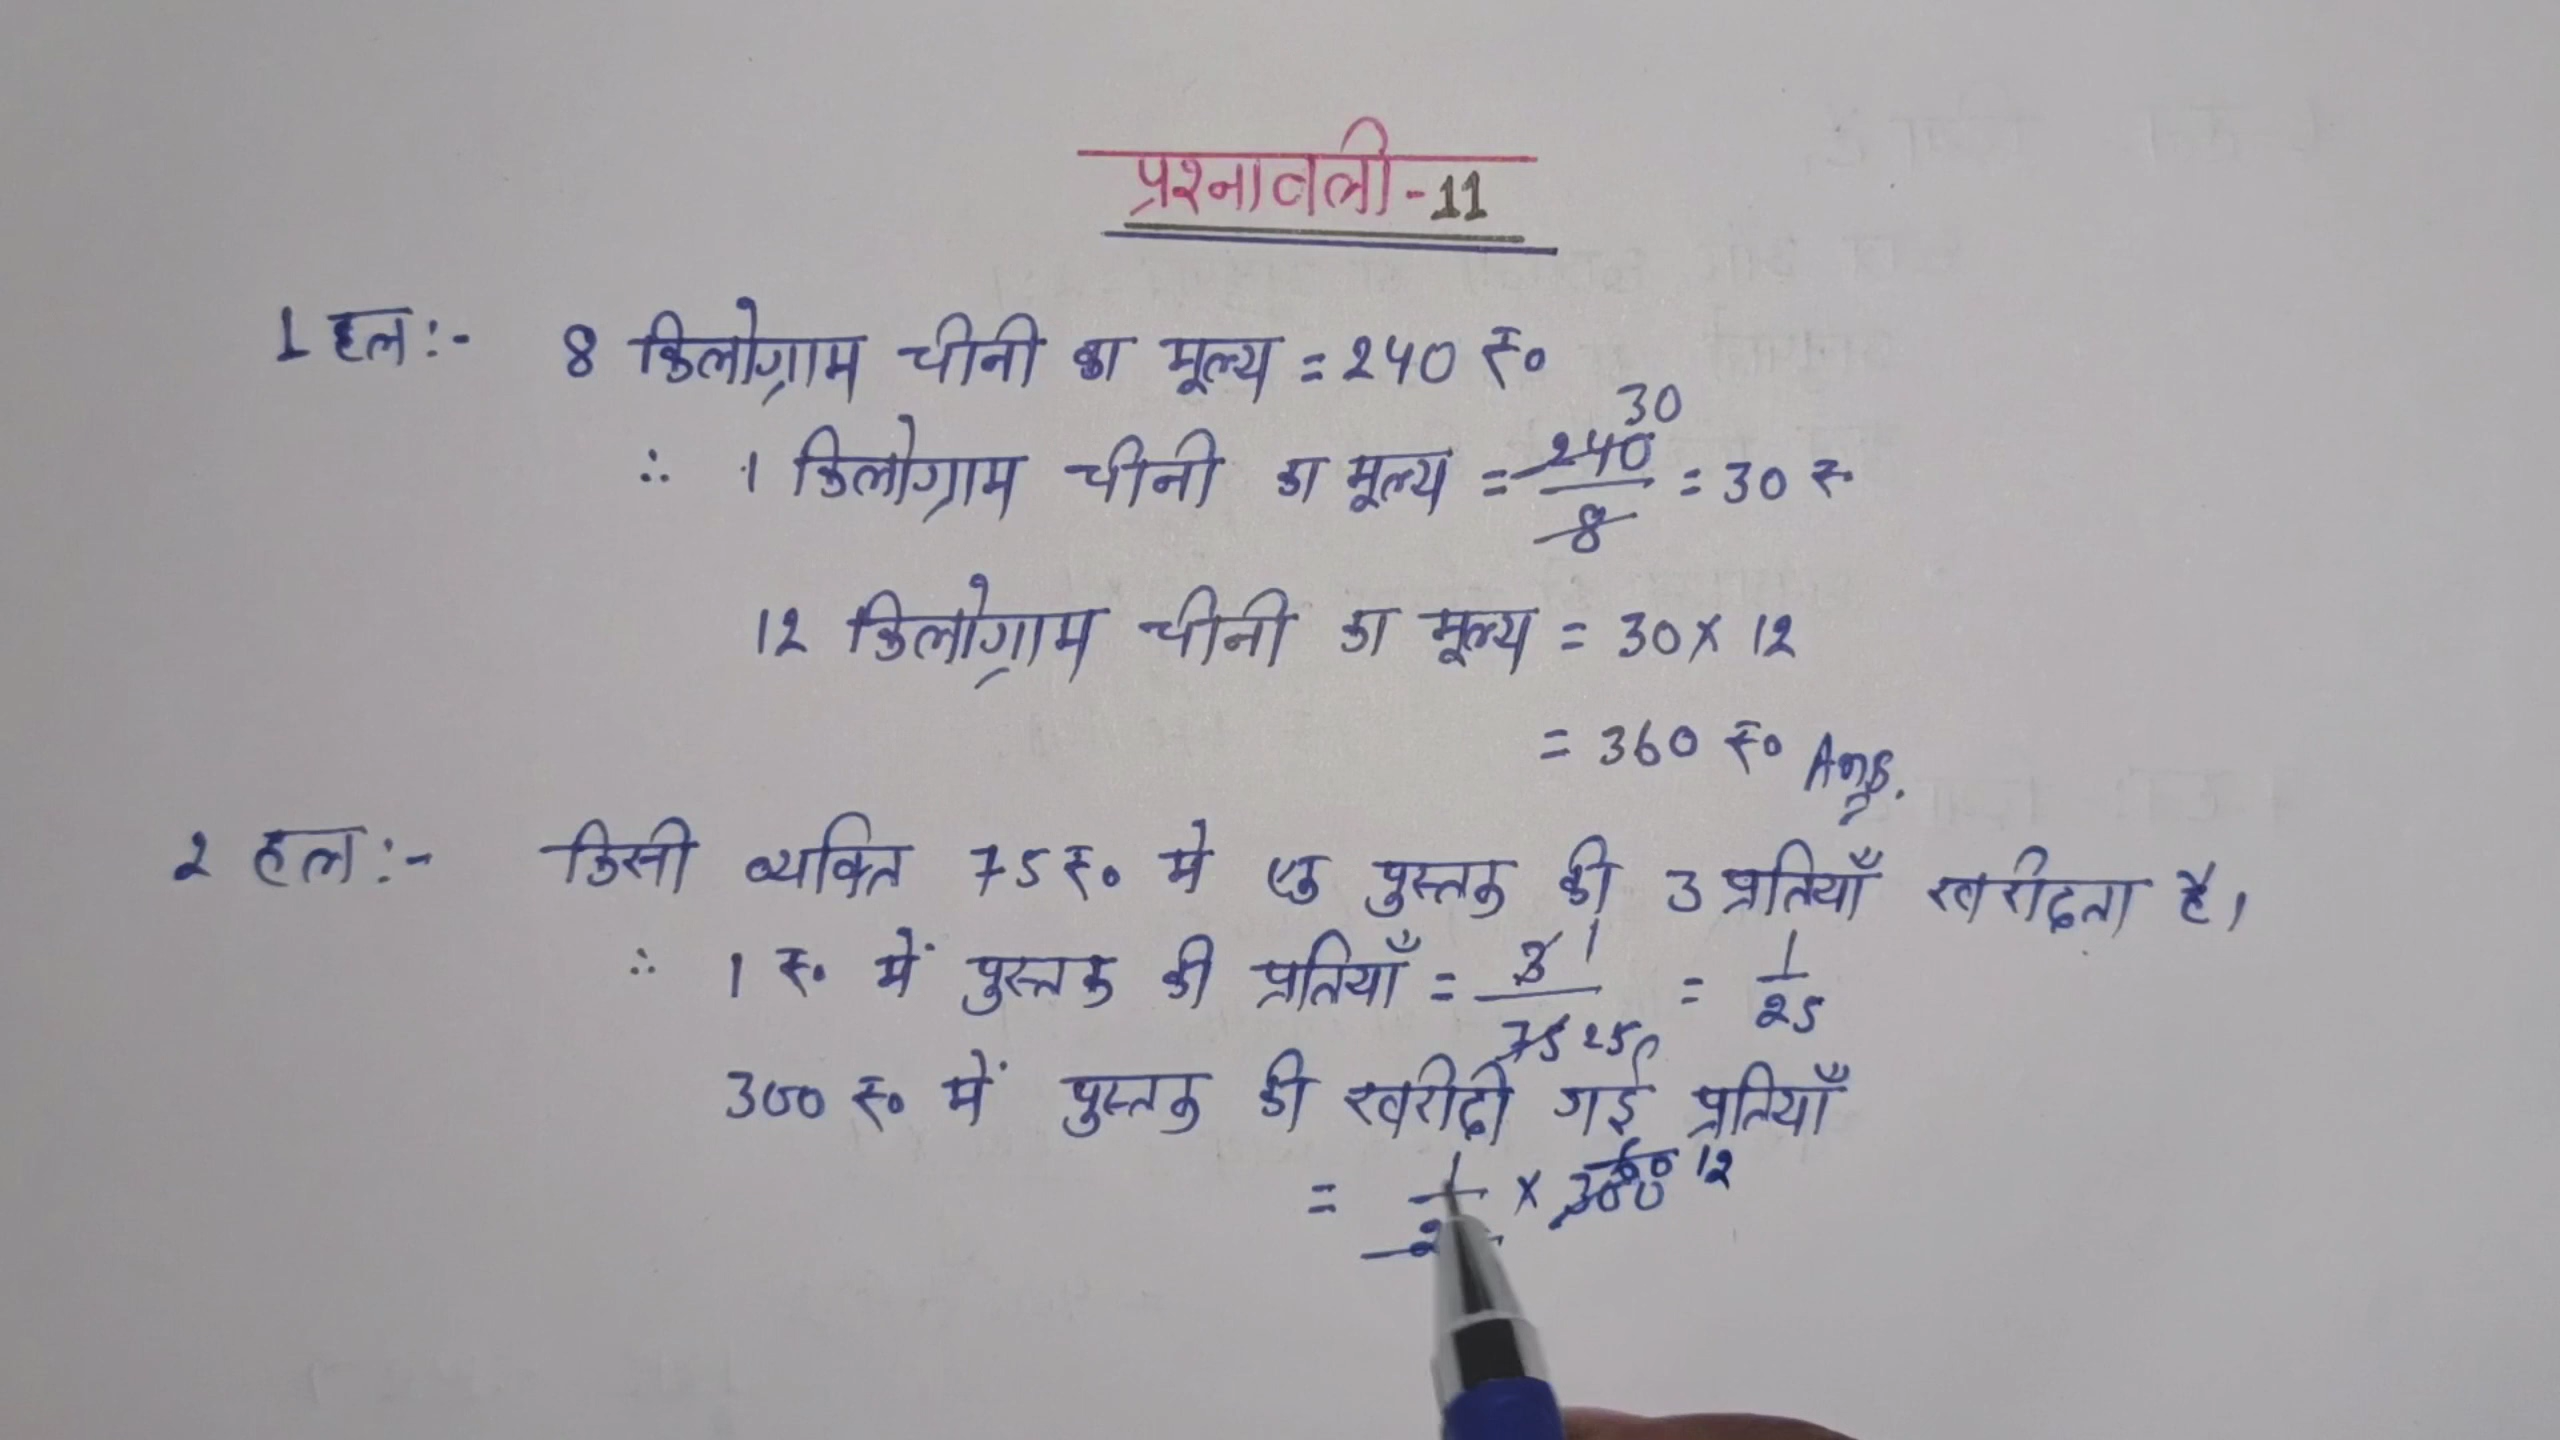 प्रश्नावली-11
1 हल:- 8 किलोग्राम चीनी का मूल्य = 240 रु०
∴ 1 किलोग्राम चीनी का मूल्य = 240/8 30 = 30 रु.
12 किलोग्राम चीनी का मूल्य = 30 × 12
= 360 रु० Ans.
2 हल:- किसी व्यक्ति 75 रु० मे एक पुस्तक की 3 प्रतियाँ खरीदता है।
∴ 1 रु. में पुस्तक की प्रतियाँ = 3 1/75 25 = 1/25
300 रु० में पुस्तक की खरीदी गई प्रतियाँ
= 1/ × 300 60 12